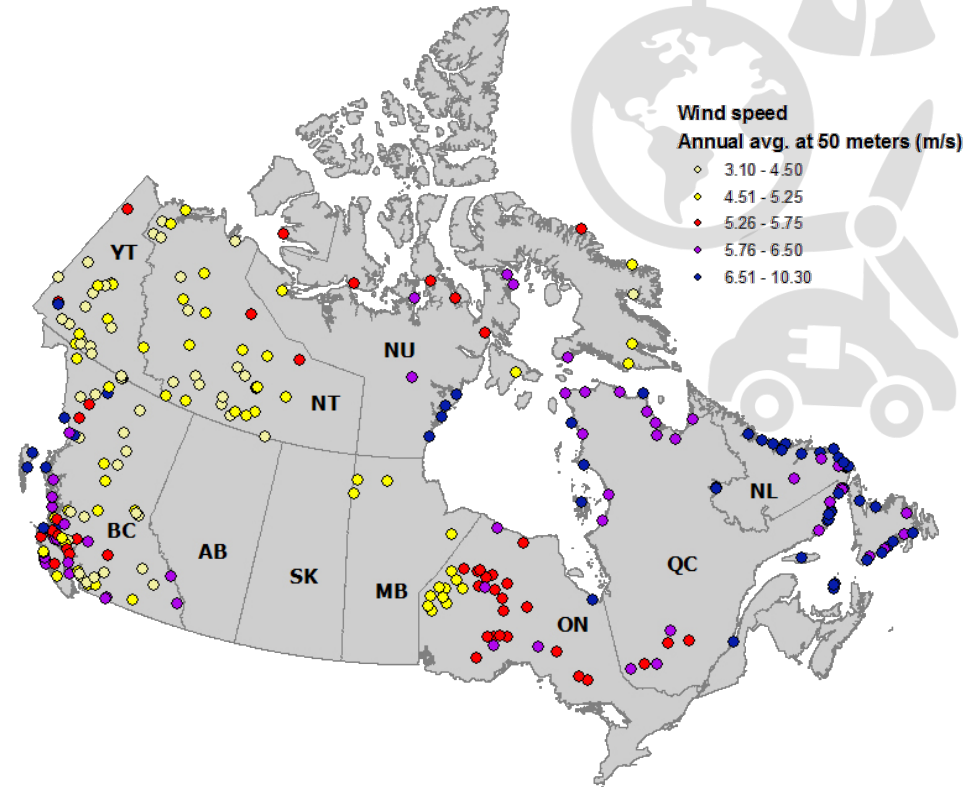 Wind speed
Annual avg. at 50 meters (m/s)
3.10 - 4.50
4.51 - 5.25
5.26 - 5.75
5.76 - 6.50
6.51 - 10.30
YT
NU
NT
BC
AB
SK
MB
ON
QC
NL